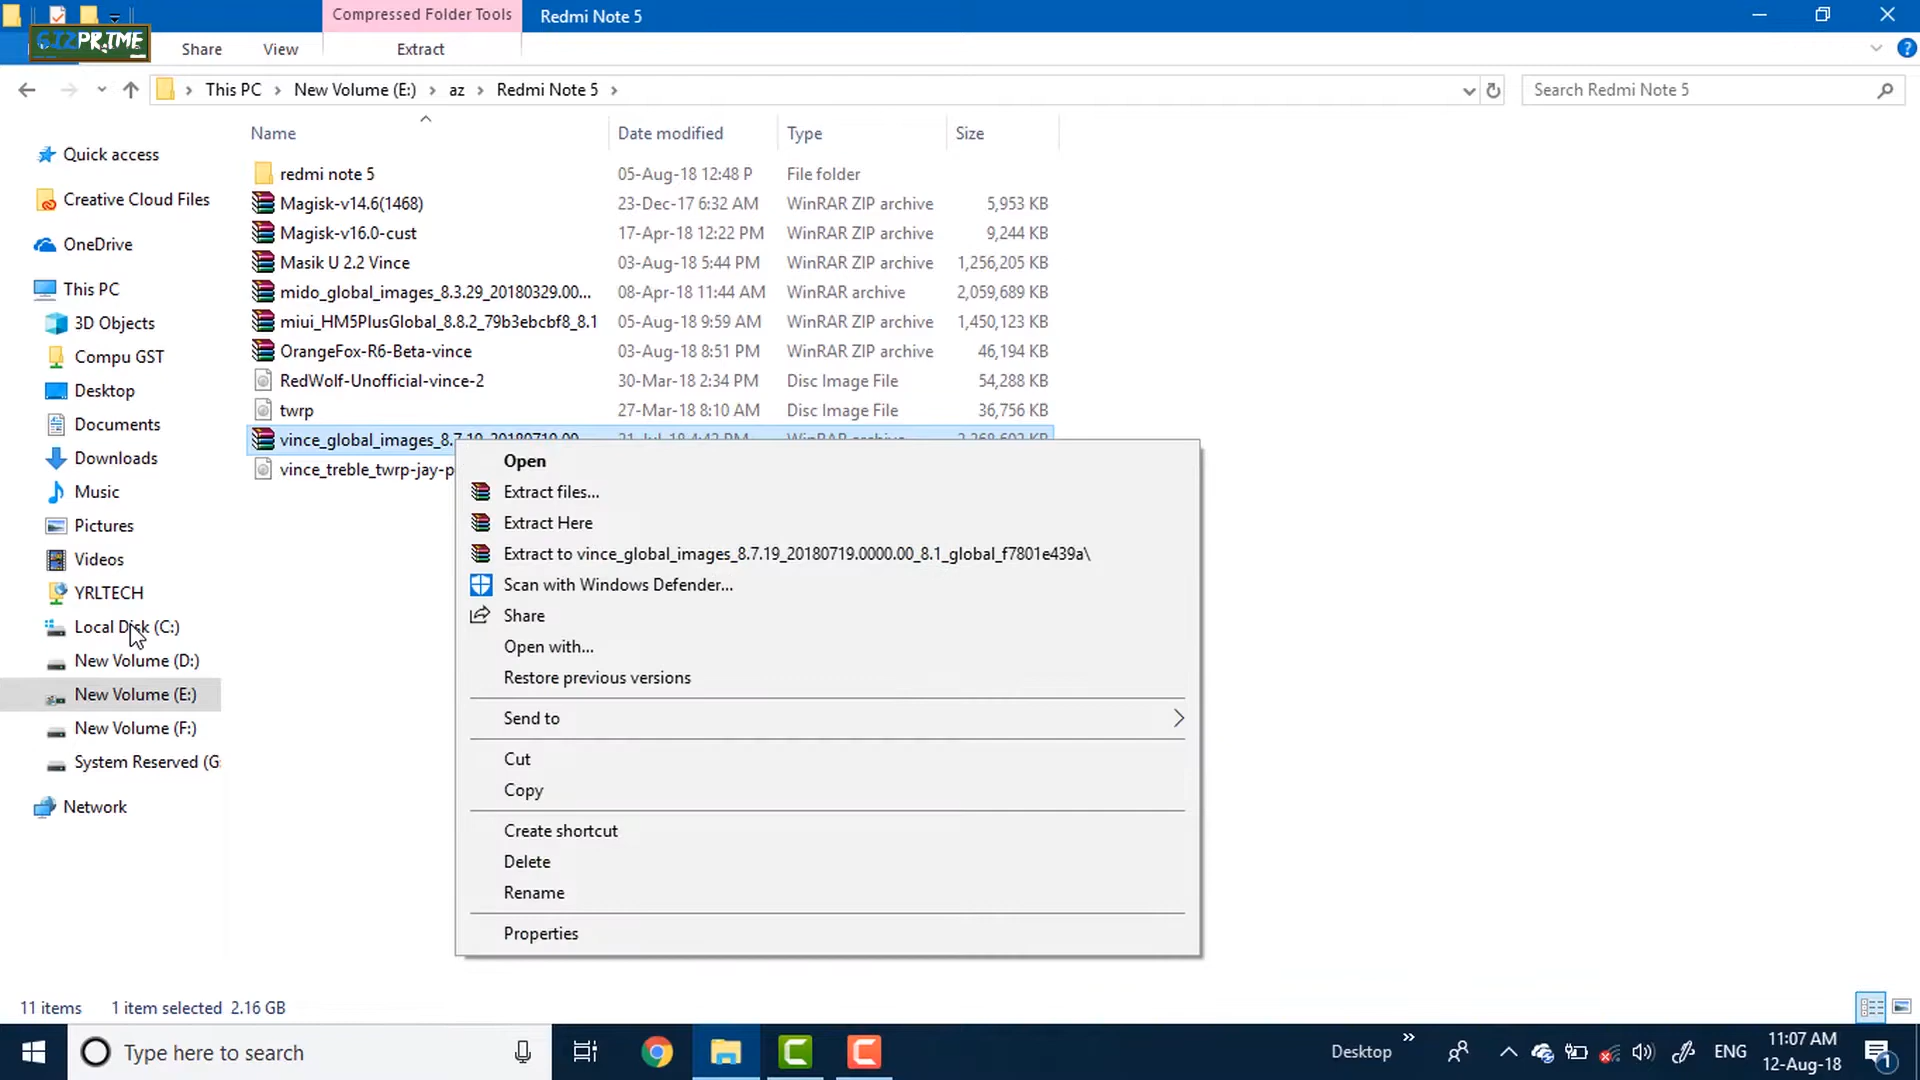 Compressed Folder Tools
Redmi Note 5
GIZPRIME
Share
View
Extract
This PC
New Volume (E:)
az
Redmi Note 5
Search Redmi Note 5
Name
Date modified
Type
Size
Quick access
Creative Cloud Files
OneDrive
This PC
3D Objects
Compu GST
Desktop
Documents
Downloads
Music
Pictures
Videos
YRLTECH
Local Disk (C:)
New Volume (D:)
New Volume (E:)
New Volume (F:)
System Reserved (G:
Network
redmi note 5 05-Aug-18 12:48 P File folder
Magisk-v14.6(1468) 23-Dec-17 6:32 AM WinRAR ZIP archive 5,953 KB
Magisk-v16.0-cust 17-Apr-18 12:22 PM WinRAR ZIP archive 9,244 KB
Masik U 2.2 Vince 03-Aug-18 5:44 PM WinRAR ZIP archive 1,256,205 KB
mido_global_images_8.3.29_20180329.00... 08-Apr-18 11:44 AM WinRAR archive 2,059,689 KB
miui_HM5PlusGlobal_8.8.2_79b3ebcbf8_8.1 05-Aug-18 9:59 AM WinRAR ZIP archive 1,450,123 KB
OrangeFox-R6-Beta-vince 03-Aug-18 8:51 PM WinRAR ZIP archive 46,194 KB
RedWolf-Unofficial-vince-2 30-Mar-18 2:34 PM Disc Image File 54,288 KB
twrp 27-Mar-18 8:10 AM Disc Image File 36,756 KB
vince_global_images_8.7.19_20180719.00... 21-Jul-18 4:42 PM WinRAR archive
vince_treble_twrp-jay-p
Open
Extract files...
Extract Here
Extract to vince_global_images_8.7.19_20180719.0000.00_8.1_global_f7801e439a\
Scan with Windows Defender...
Share
Open with...
Restore previous versions
Send to
Cut
Copy
Create shortcut
Delete
Rename
Properties
11 items 1 item selected 2.16 GB
Type here to search
Desktop
ENG
11:07 AM
12-Aug-18
1